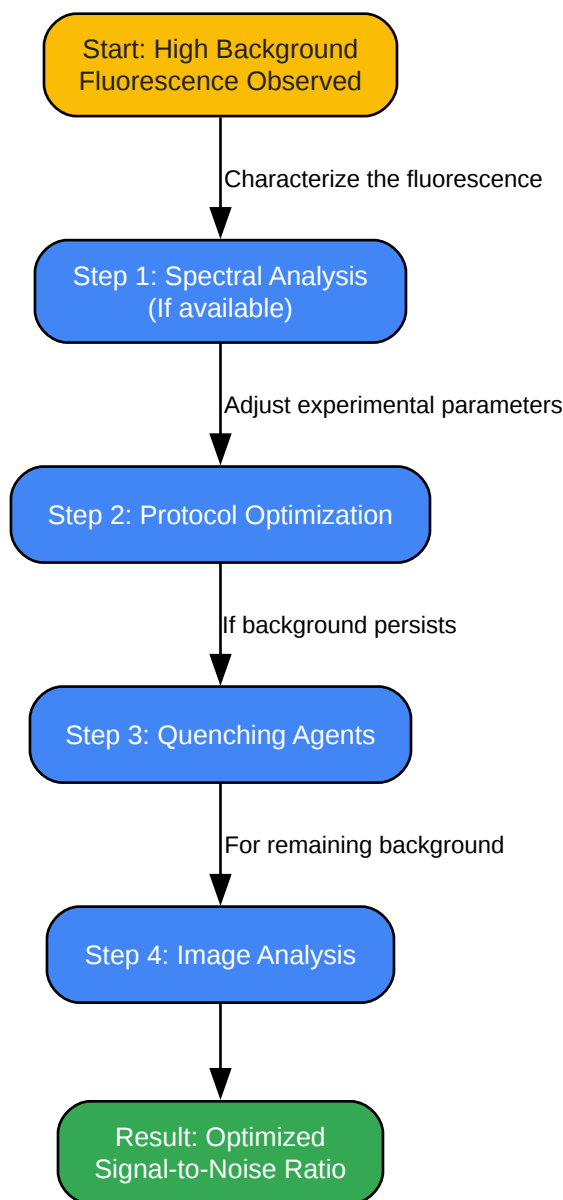 Start: High Background
Fluorescence Observed
Characterize the fluorescence
Step 1: Spectral Analysis
(If available)
Adjust experimental parameters
Step 2: Protocol Optimization
If background persists
Step 3: Quenching Agents
For remaining background
Step 4: Image Analysis
Result: Optimized
Signal-to-Noise Ratio